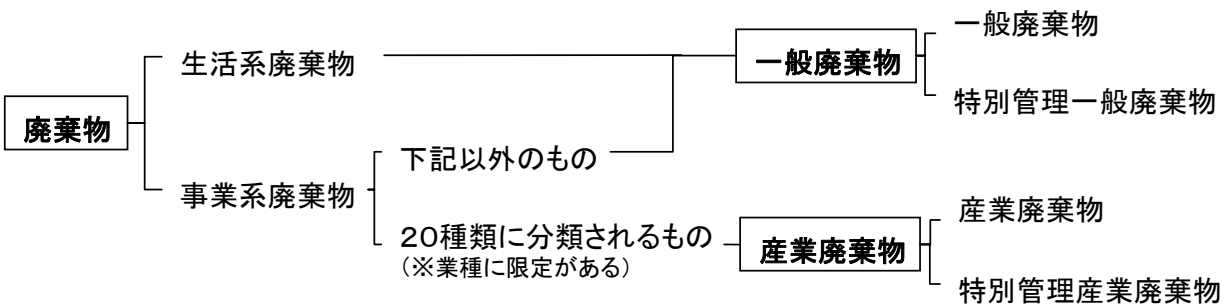 廃棄物
生活系廃棄物
事業系廃棄物
下記以外のもの
20種類に分類されるもの
(※業種に限定がある)
一般廃棄物
一般廃棄物
特別管理一般廃棄物
産業廃棄物
産業廃棄物
特別管理産業廃棄物